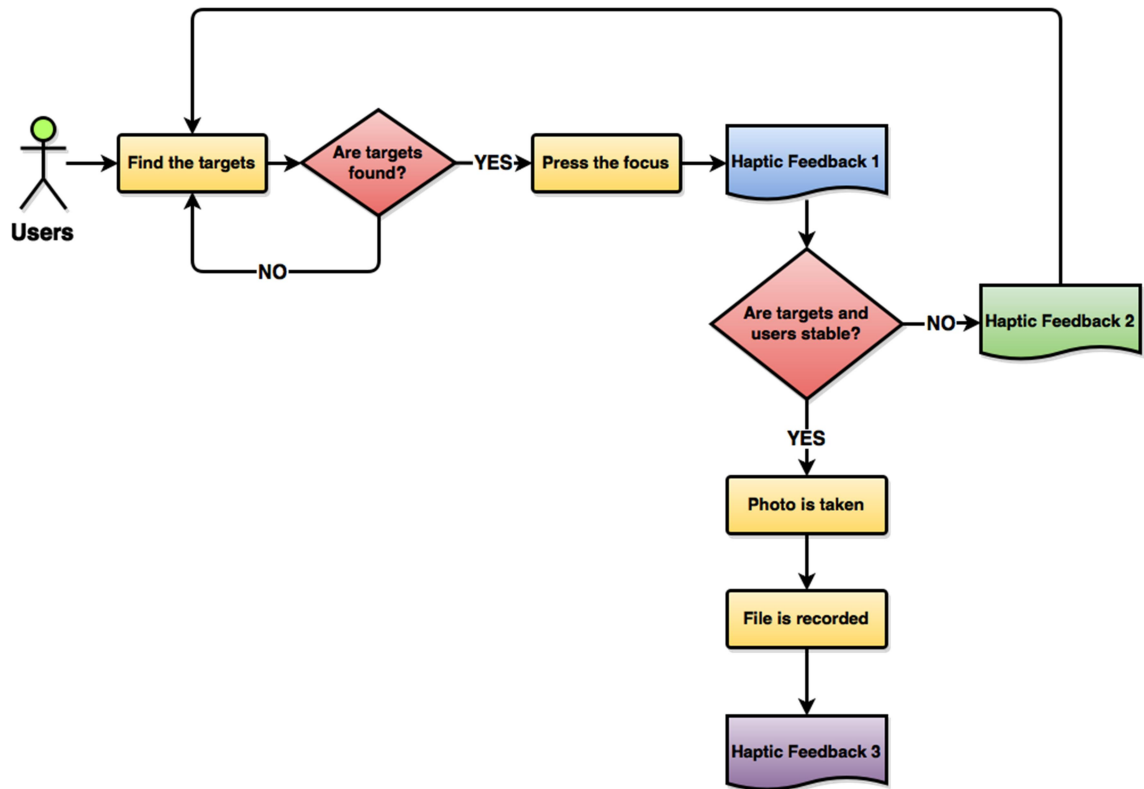 Users
Find the targets
Are targets
found?
YES
NO
Press the focus
Haptic Feedback 1
Are targets and
users stable?
NO
Haptic Feedback 2
YES
Photo is taken
File is recorded
Haptic Feedback 3